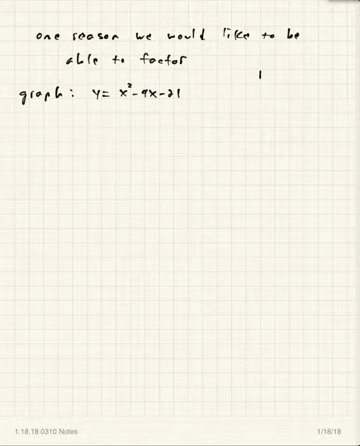 one reason we would like to be
able to factor
graph: y = x² - 4x - 21
1.18.18 0310 Notes
1/18/18